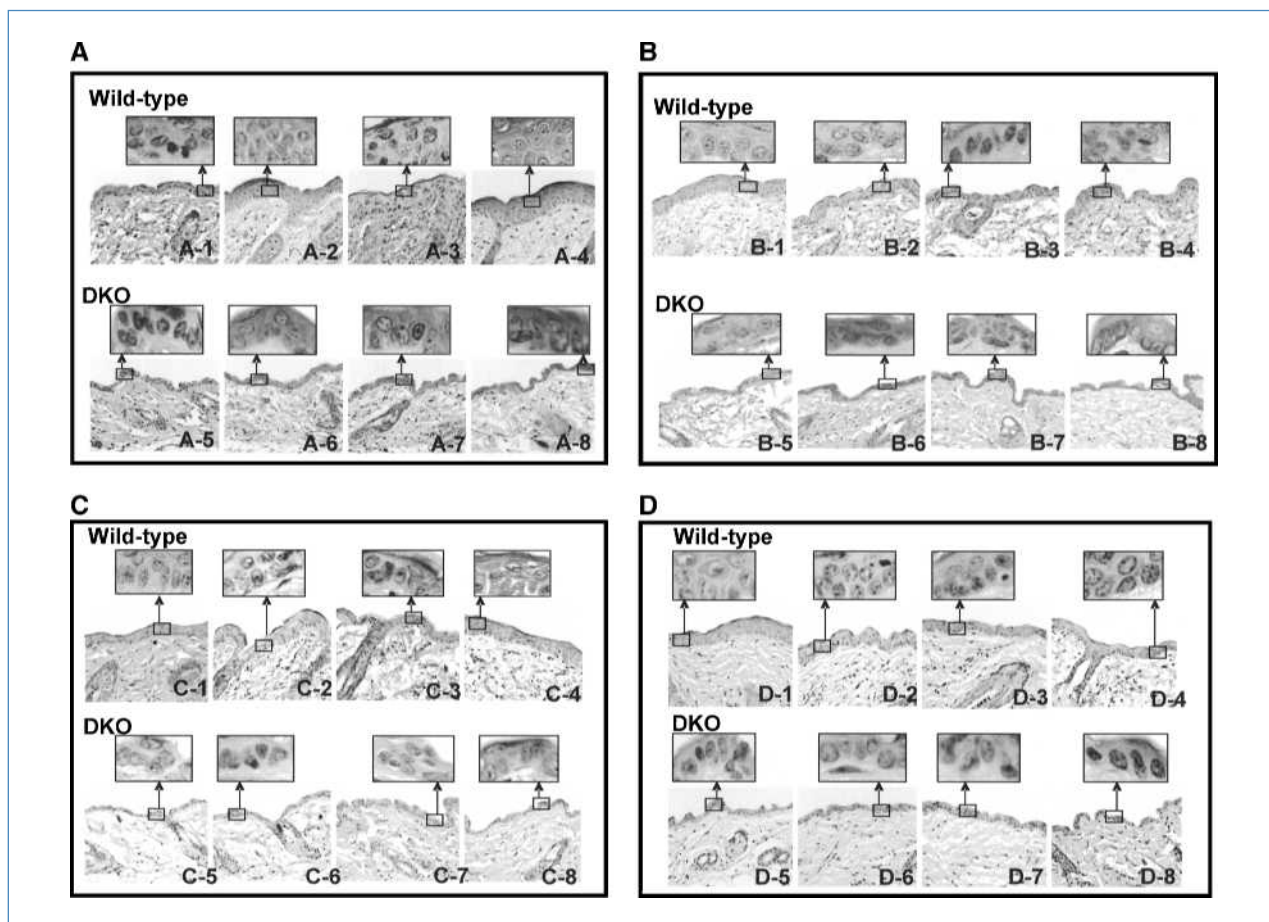 A
Wild-type
A-1 A-2 A-3 A-4
DKO
A-5 A-6 A-7 A-8
B
Wild-type
B-1 B-2 B-3 B-4
DKO
B-5 B-6 B-7 B-8
C
Wild-type
C-1 C-2 C-3 C-4
DKO
C-5 C-6 C-7 C-8
D
Wild-type
D-1 D-2 D-3 D-4
DKO
D-5 D-6 D-7 D-8